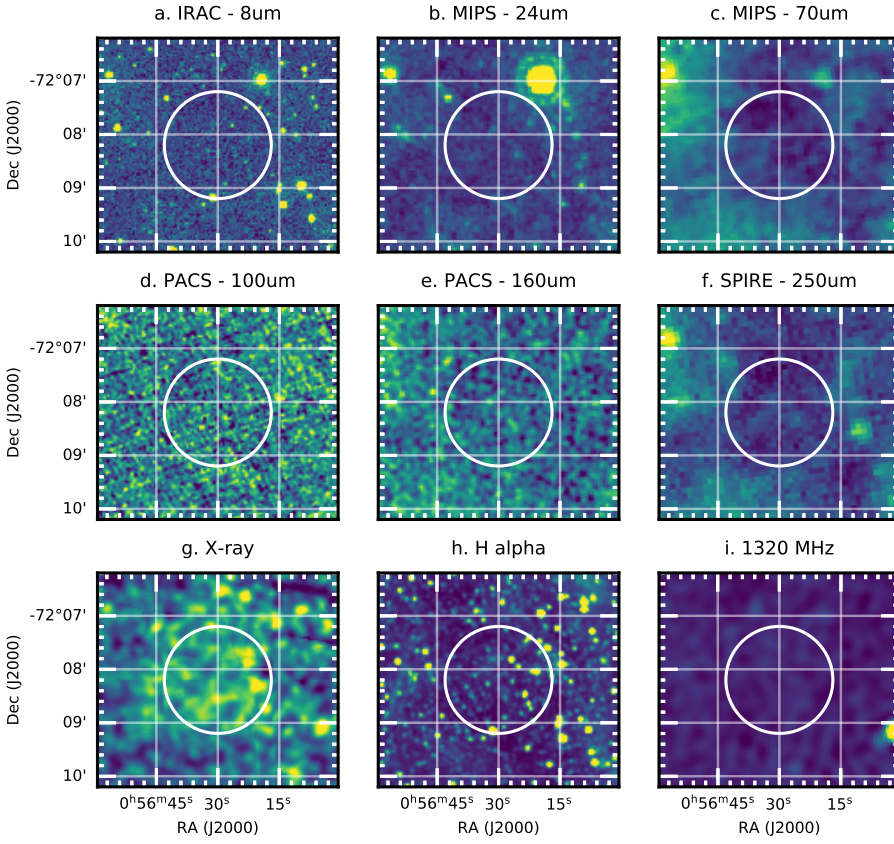 a. IRAC - 8um
b. MIPS - 24um
c. MIPS - 70um
Dec (J2000)
-72°07'
08'
09'
10'
d. PACS - 100um
e. PACS - 160um
f. SPIRE - 250um
Dec (J2000)
-72°07'
08'
09'
10'
g. X-ray
h. H alpha
i. 1320 MHz
Dec (J2000)
-72°07'
08'
09'
10'
0ʰ56ᵐ45ˢ 30ˢ 15ˢ
0ʰ56ᵐ45ˢ 30ˢ 15ˢ
0ʰ56ᵐ45ˢ 30ˢ 15ˢ
RA (J2000)
RA (J2000)
RA (J2000)